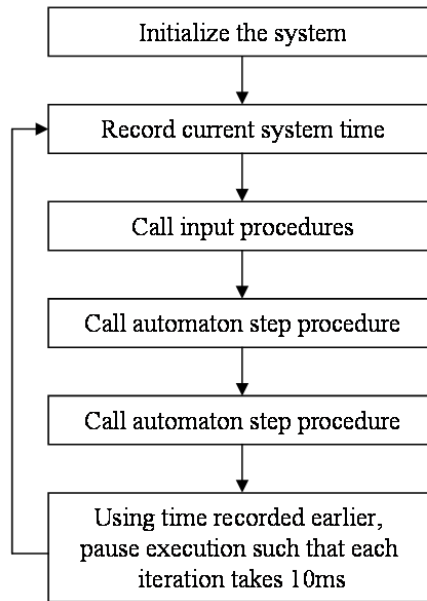 Initialize the system
Record current system time
Call input procedures
Call automaton step procedure
Call automaton step procedure
Using time recorded earlier,
pause execution such that each
iteration takes 10ms